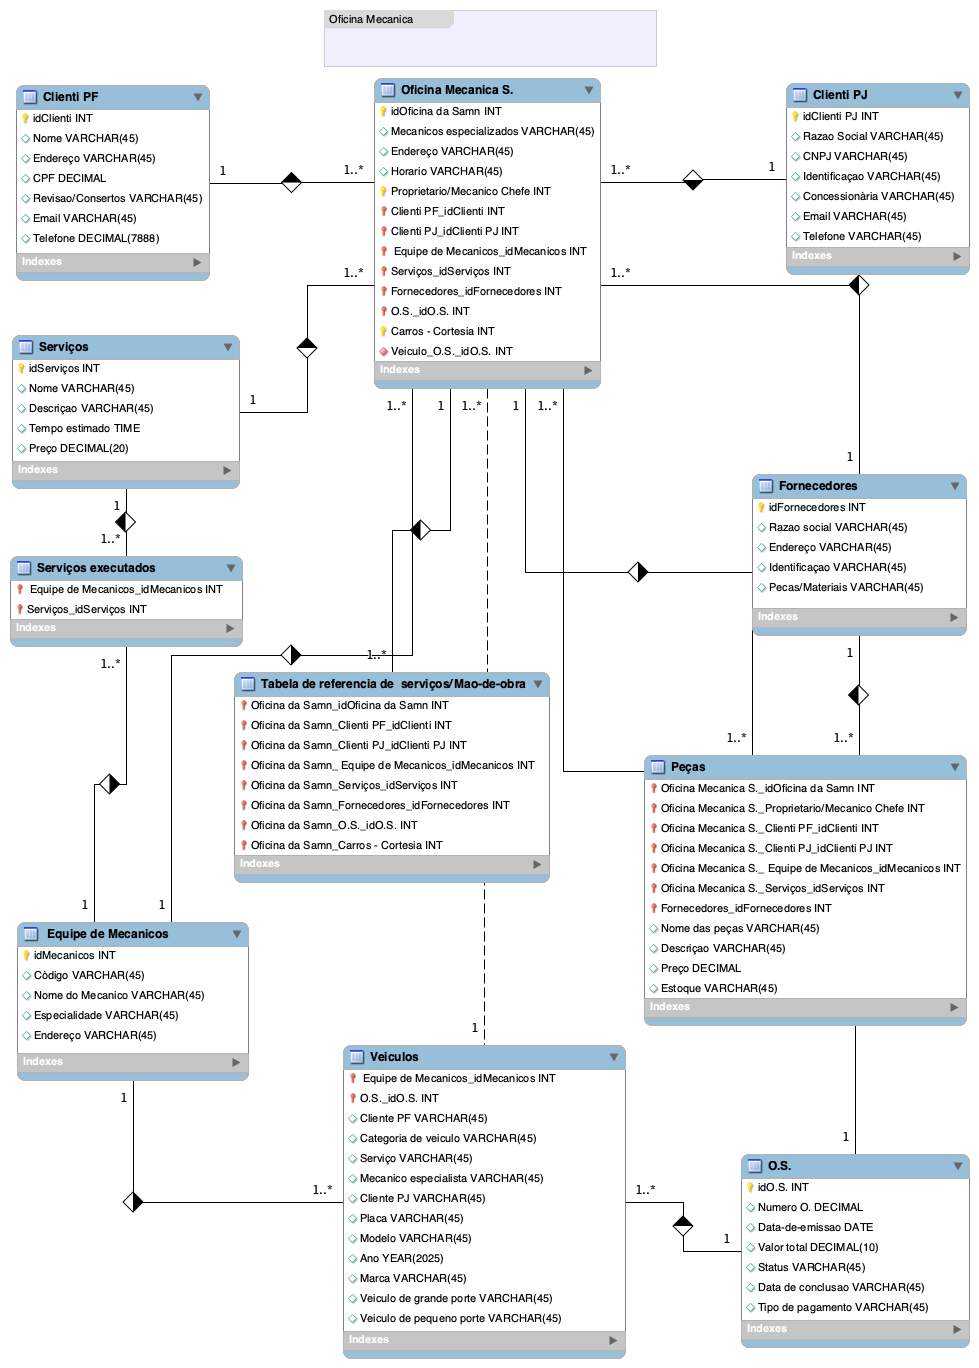 Oficina Mecanica
Clienti PF
idClienti INT
Nome VARCHAR(45)
Endereço VARCHAR(45)
CPF DECIMAL
Revisao/Consertos VARCHAR(45)
Email VARCHAR(45)
Telefone DECIMAL(7888)
Indexes
1
1..*
Oficina Mecanica S.
idOficina da Samn INT
Mecanicos especializados VARCHAR(45)
Endereço VARCHAR(45)
Horario VARCHAR(45)
Proprietario/Mecanico Chefe INT
Clienti PF_idClienti INT
Clienti PJ_idClienti PJ INT
Equipe de Mecanicos_idMecanicos INT
Serviços_idServiços INT
Fornecedores_idFornecedores INT
O.S._idO.S. INT
Carros - Cortesia INT
Veiculo_O.S._idO.S. INT
Indexes
1..*
1
Clienti PJ
idClienti PJ INT
Razao Social VARCHAR(45)
CNPJ VARCHAR(45)
Identificaçao VARCHAR(45)
Concessionària VARCHAR(45)
Email VARCHAR(45)
Telefone VARCHAR(45)
Indexes
1..*
1..*
Serviços
idServiços INT
Nome VARCHAR(45)
Descriçao VARCHAR(45)
Tempo estimado TIME
Preço DECIMAL(20)
Indexes
1
1..*
1
1..*
1
1..*
1
Fornecedores
idFornecedores INT
Razao social VARCHAR(45)
Endereço VARCHAR(45)
Identificaçao VARCHAR(45)
Pecas/Materiais VARCHAR(45)
Indexes
1
1..*
Serviços executados
Equipe de Mecanicos_idMecanicos INT
Serviços_idServiços INT
Indexes
1..*
1..*
1
1..*
1..*
Tabela de referencia de  serviços/Mao-de-obra
Oficina da Samn_idOficina da Samn INT
Oficina da Samn_Clienti PF_idClienti INT
Oficina da Samn_Clienti PJ_idClienti PJ INT
Oficina da Samn_ Equipe de Mecanicos_idMecanicos INT
Oficina da Samn_Serviços_idServiços INT
Oficina da Samn_Fornecedores_idFornecedores INT
Oficina da Samn_O.S._idO.S. INT
Oficina da Samn_Carros - Cortesia INT
Indexes
Peças
Oficina Mecanica S._idOficina da Samn INT
Oficina Mecanica S._Proprietario/Mecanico Chefe INT
Oficina Mecanica S._Clienti PF_idClienti INT
Oficina Mecanica S._Clienti PJ_idClienti PJ INT
Oficina Mecanica S._ Equipe de Mecanicos_idMecanicos INT
Oficina Mecanica S._Serviços_idServiços INT
Fornecedores_idFornecedores INT
Nome das peças VARCHAR(45)
Descriçao VARCHAR(45)
Preço DECIMAL
Estoque VARCHAR(45)
Indexes
1
1
Equipe de Mecanicos
idMecanicos INT
Còdigo VARCHAR(45)
Nome do Mecanico VARCHAR(45)
Especialidade VARCHAR(45)
Endereço VARCHAR(45)
Indexes
1
1..*
1
Veiculos
Equipe de Mecanicos_idMecanicos INT
O.S._idO.S. INT
Cliente PF VARCHAR(45)
Categoria de veiculo VARCHAR(45)
Serviço VARCHAR(45)
Mecanico especialista VARCHAR(45)
Cliente PJ VARCHAR(45)
Placa VARCHAR(45)
Modelo VARCHAR(45)
Ano YEAR(2025)
Marca VARCHAR(45)
Veiculo de grande porte VARCHAR(45)
Veiculo de pequeno porte VARCHAR(45)
Indexes
1..*
1
1
O.S.
idO.S. INT
Numero O. DECIMAL
Data-de-emissao DATE
Valor total DECIMAL(10)
Status VARCHAR(45)
Data de conclusao VARCHAR(45)
Tipo de pagamento VARCHAR(45)
Indexes